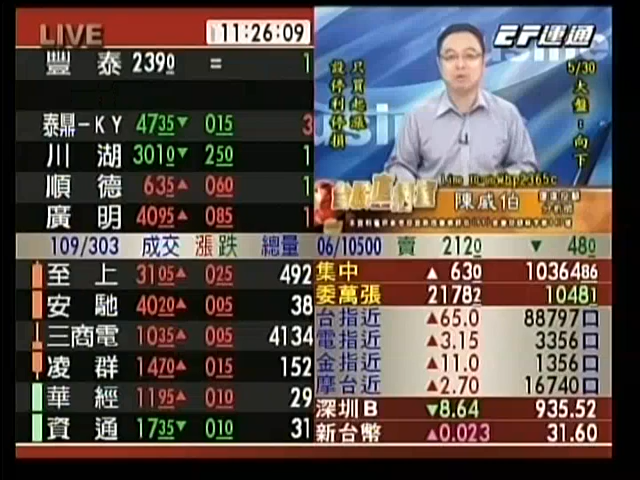 LIVE 11:26:09
豐泰 2390 = 1
泰鼎-KY 4735▼ 015 3
川湖 3010▼ 250 1
順德 635▲ 060 1
廣明 4095▲ 085 1
109/303 成交 漲跌 總量
至上 3105▲ 025 492
安馳 4020▲ 005 38
三商電 1035▲ 005 4134
凌群 1470▲ 015 152
華經 1195▲ 010 29
資通 1735▼ 010 31
運通
5/30大盤:向下
只買起漲
設停利停損
陳威伯
06/10500 賣 2120 ▼ 480
集中 ▲ 630 1036486
委萬張 21782 10481
台指近 ▲65.0 88797口
電指近 ▲3.15 3356口
金指近 ▲11.0 1356口
摩台近 ▲2.70 16740口
深圳B ▼8.64 935.52
新台幣 ▲0.023 31.60